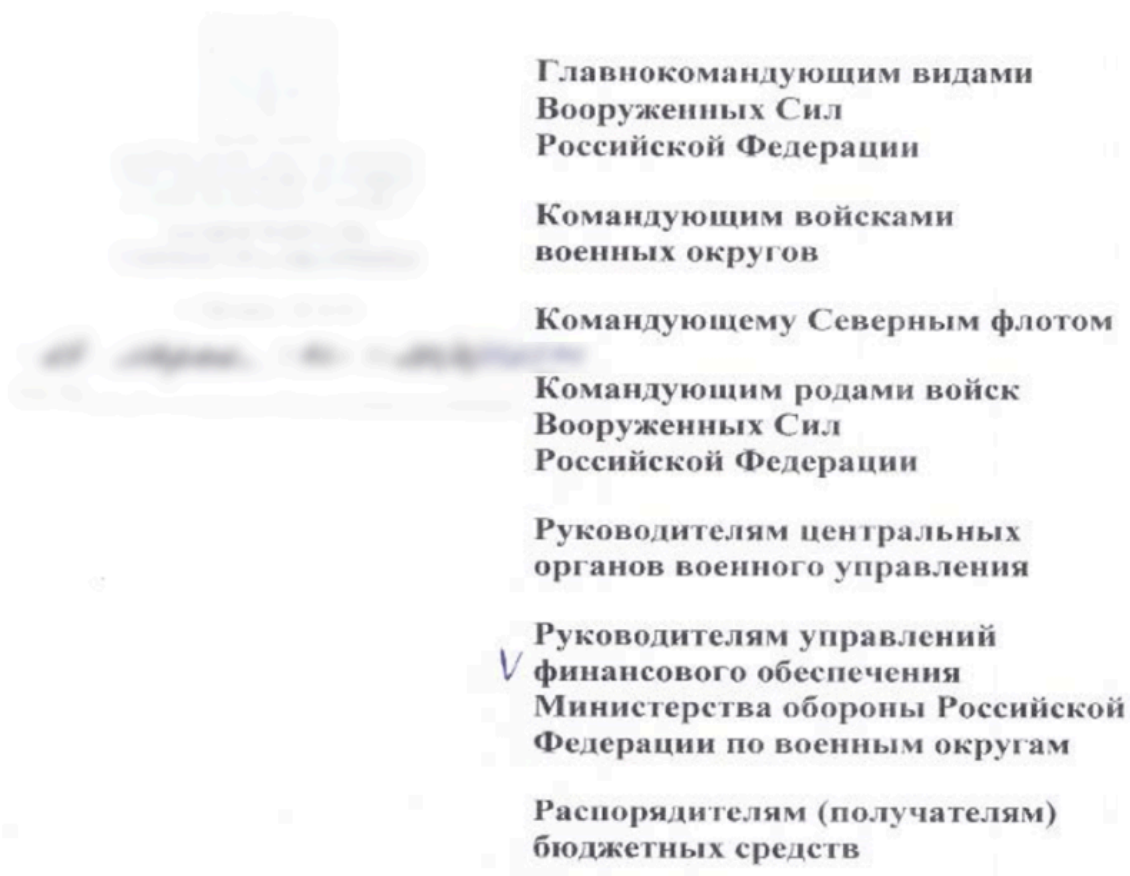 Главнокомандующим видами
Вооруженных Сил
Российской Федерации
Командующим войсками
военных округов
Командующему Северным флотом
Командующим родами войск
Вооруженных Сил
Российской Федерации
Руководителям центральных
органов военного управления
Руководителям управлений
V финансового обеспечения
Министерства обороны Российской
Федерации по военным округам
Распорядителям (получателям)
бюджетных средств